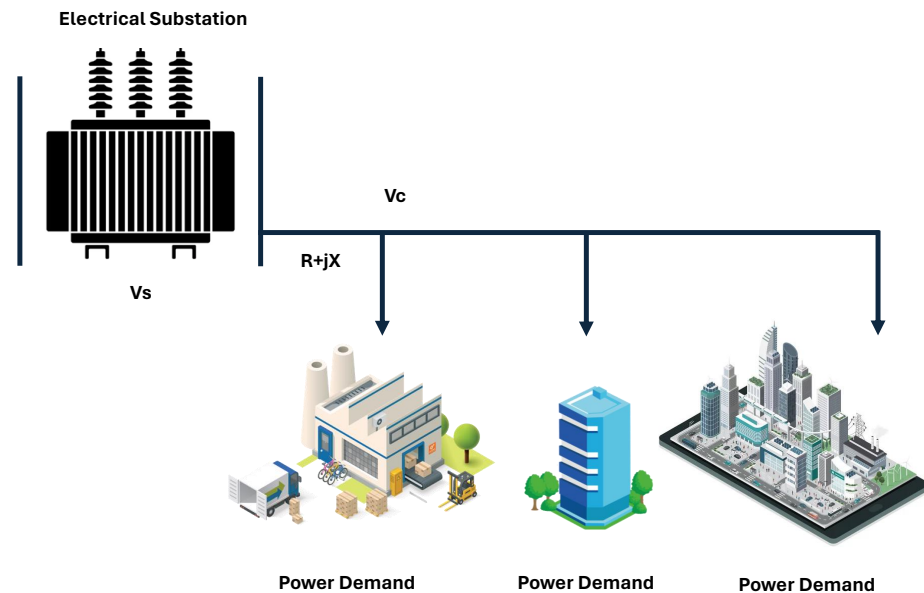 Electrical Substation
Vc
R+jX
Vs
Power Demand
Power Demand
Power Demand